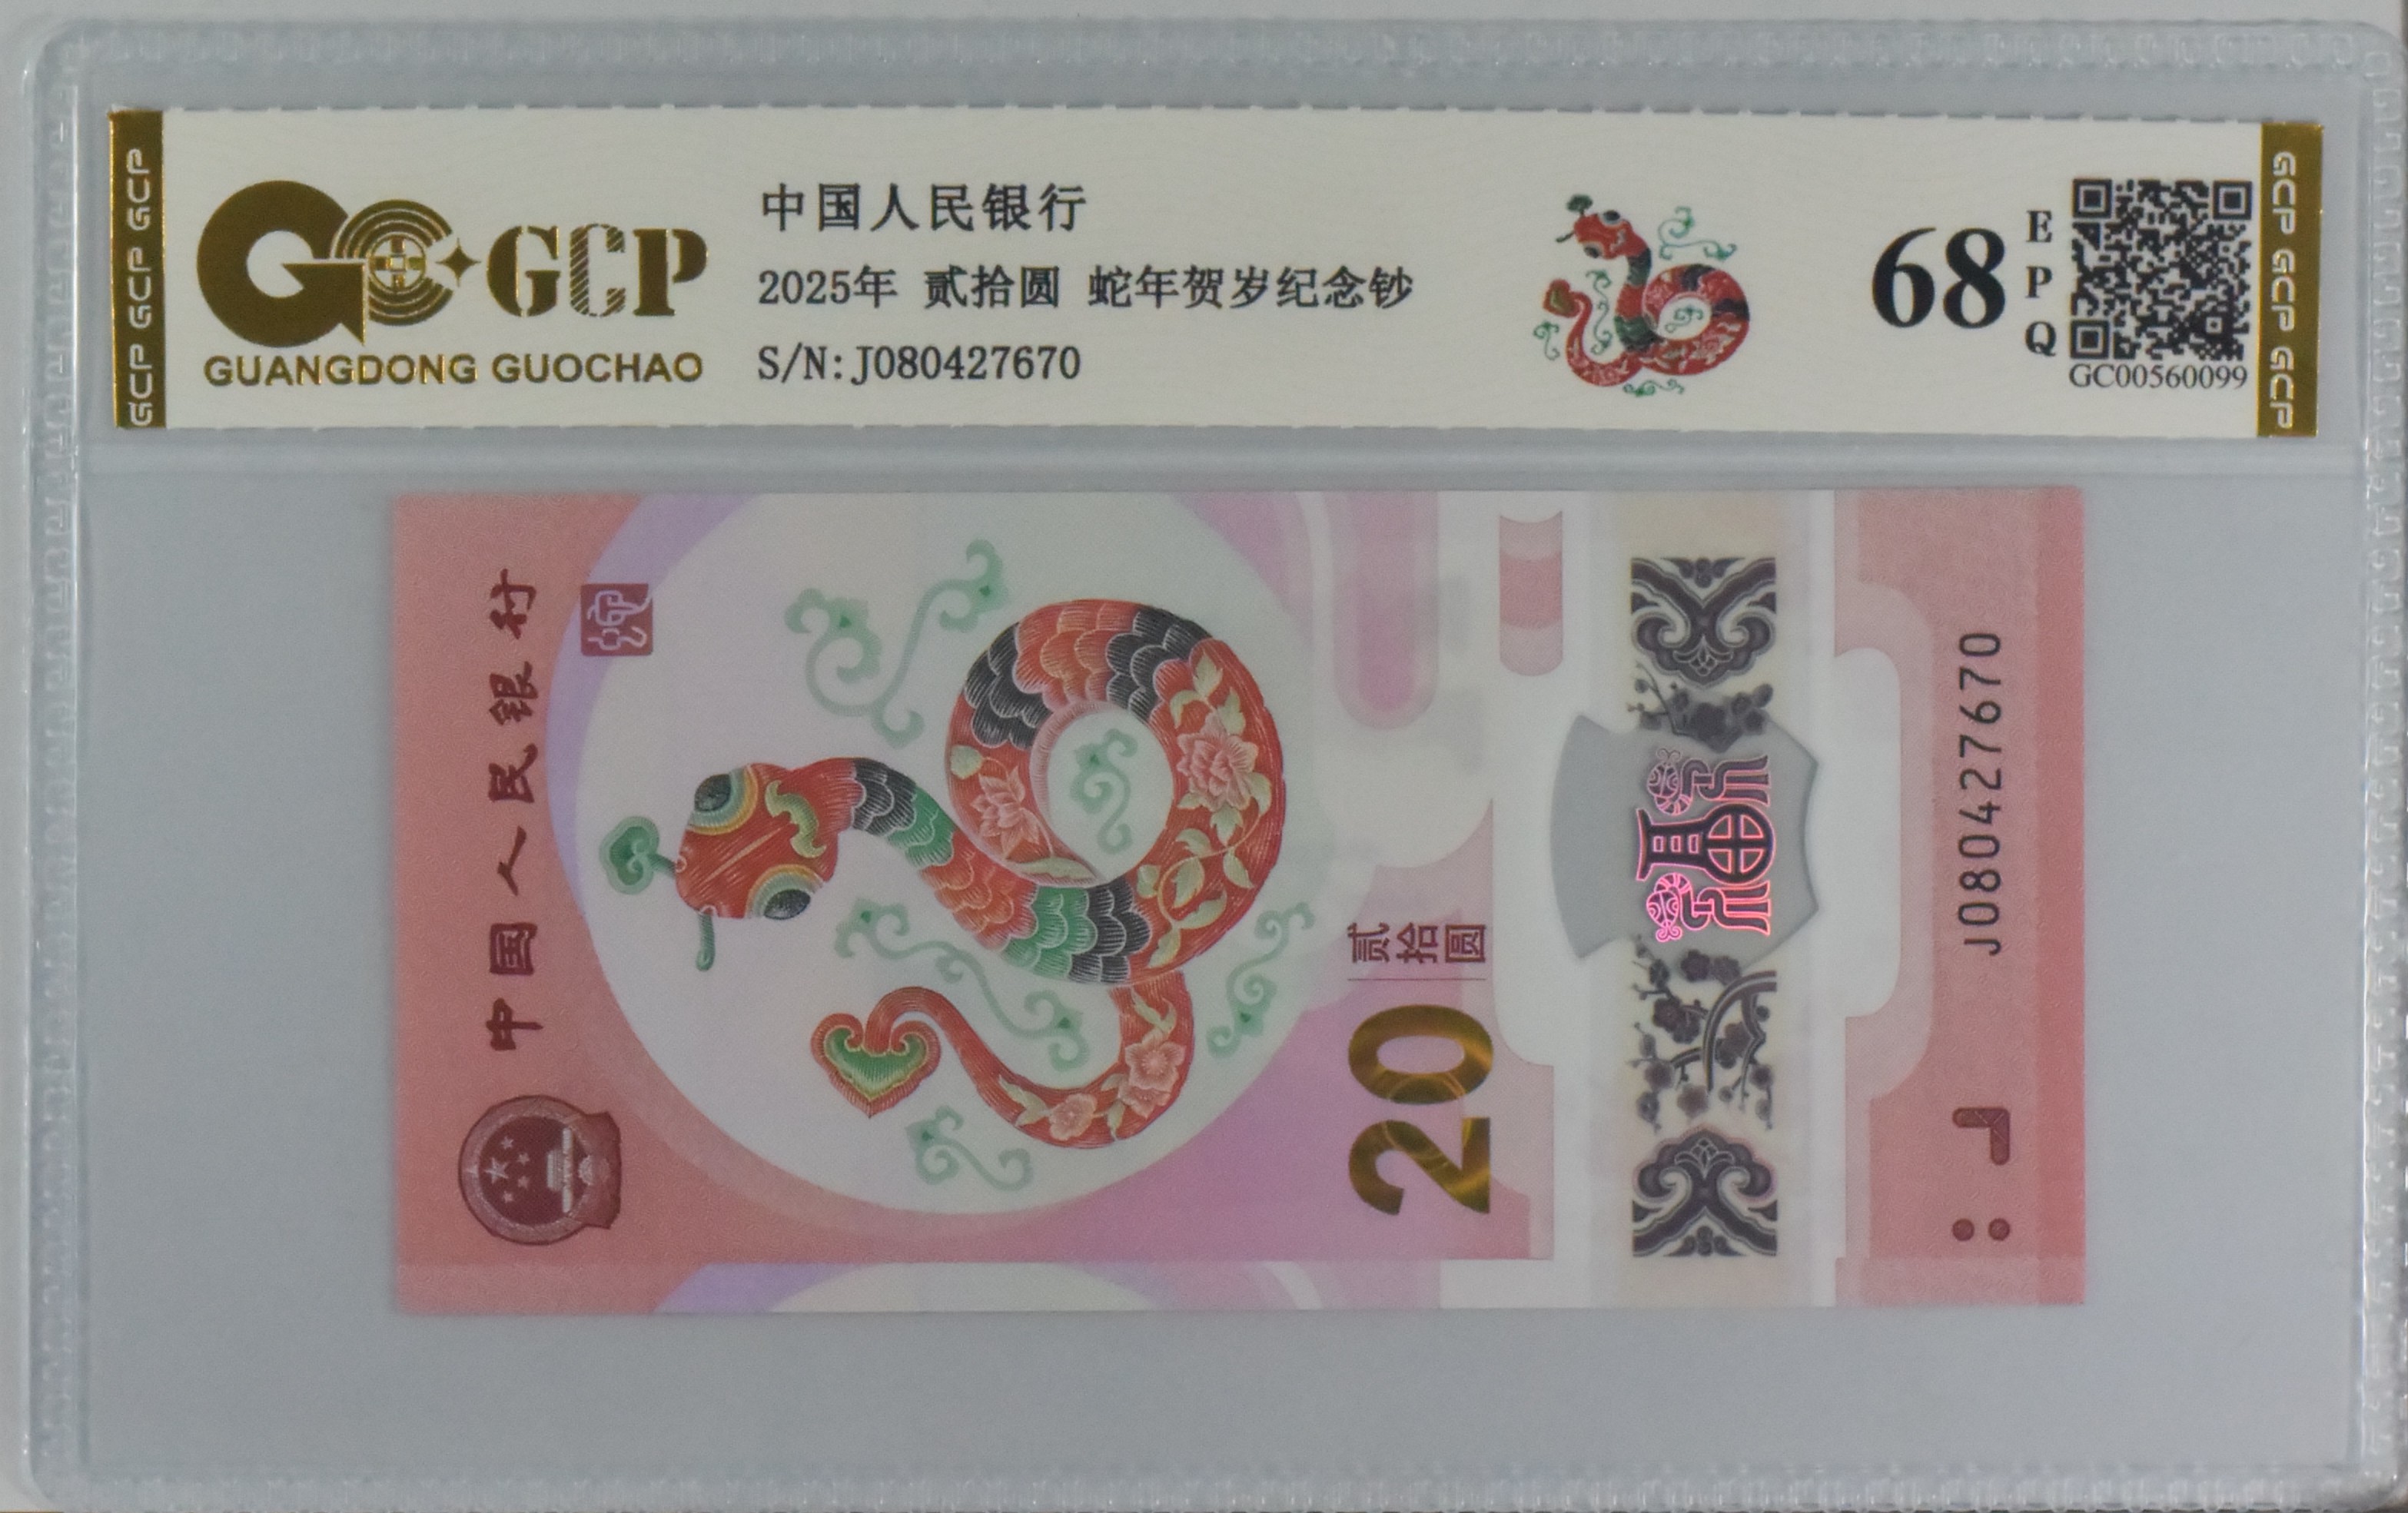 GCP GCP GCP
GCP
GUANGDONG GUOCHAO
中国人民银行
2025年 贰拾圆 蛇年贺岁纪念钞
S/N:J080427670
68
EPQ
GC00560099
GCP GCP GCP
中国人民银行
贰拾圆
20
J080427670